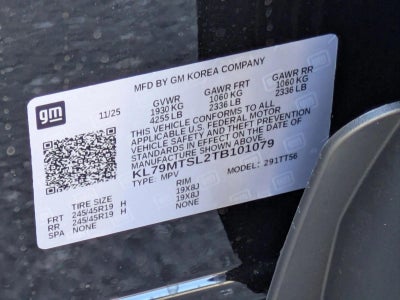 MFD BY GM KOREA COMPANY
gm 11/25 GVWR GAWR FRT GAWR RR
1930 KG 1060 KG 1060 KG
4255 LB 2336 LB 2336 LB
THIS VEHICLE CONFORMS TO ALL
APPLICABLE U.S. FEDERAL MOTOR
VEHICLE SAFETY AND THEFT PREVENTION
STANDARDS IN EFFECT ON THE DATE OF
MANUFACTURE SHOWN ABOVE.
KL79MTSL2TB101079
TYPE: MPV MODEL: 291TT56
TIRE SIZE RIM
FRT 245/45R19 H 19X8J
RR 245/45R19 H 19X8J
SPA NONE NONE